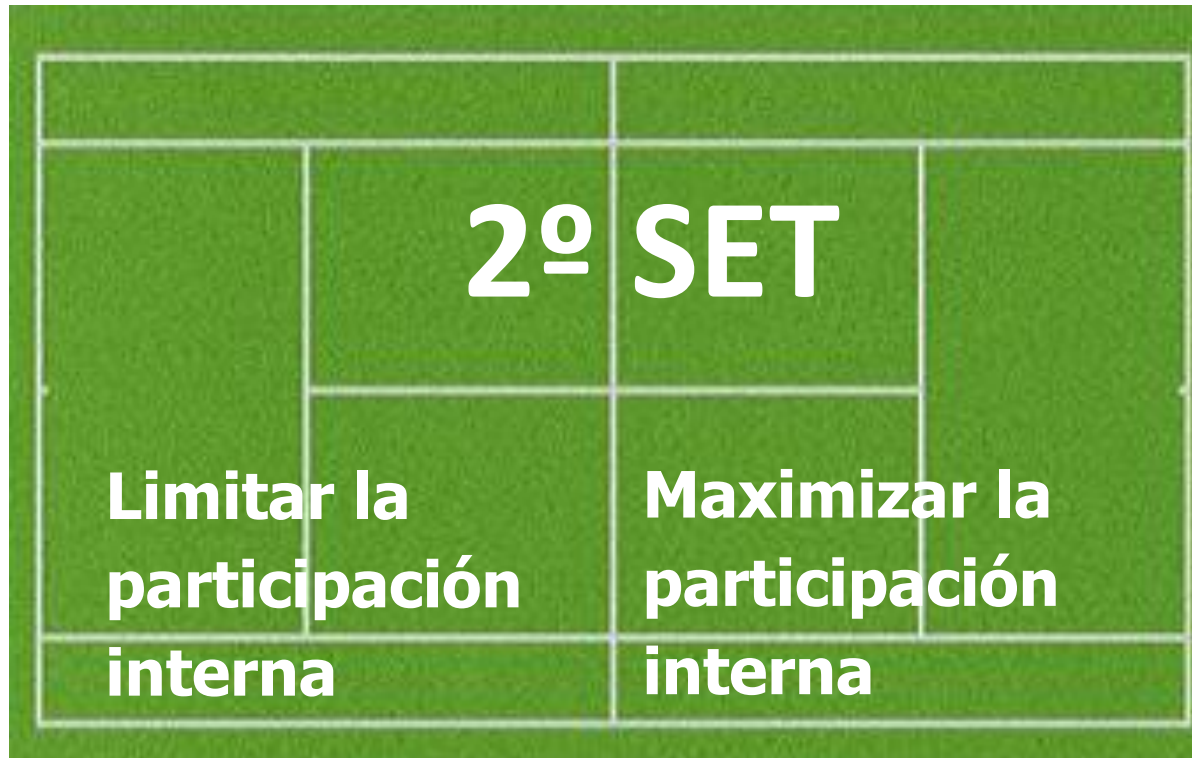 2º SET
Limitar la
participación
interna
Maximizar la
participación
interna